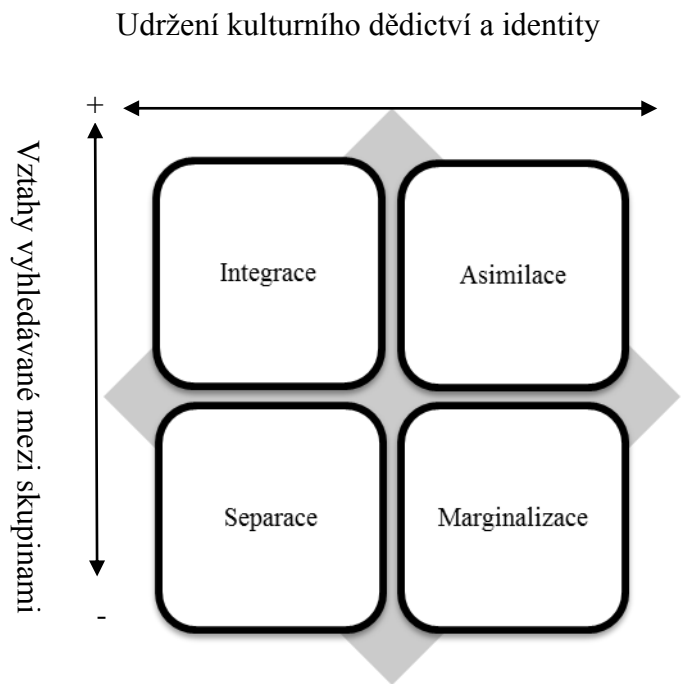 Udržení kulturního dědictví a identity
+
Vztahy vyhledávané mezi skupinami
Integrace
Asimilace
Separace
Marginalizace
-